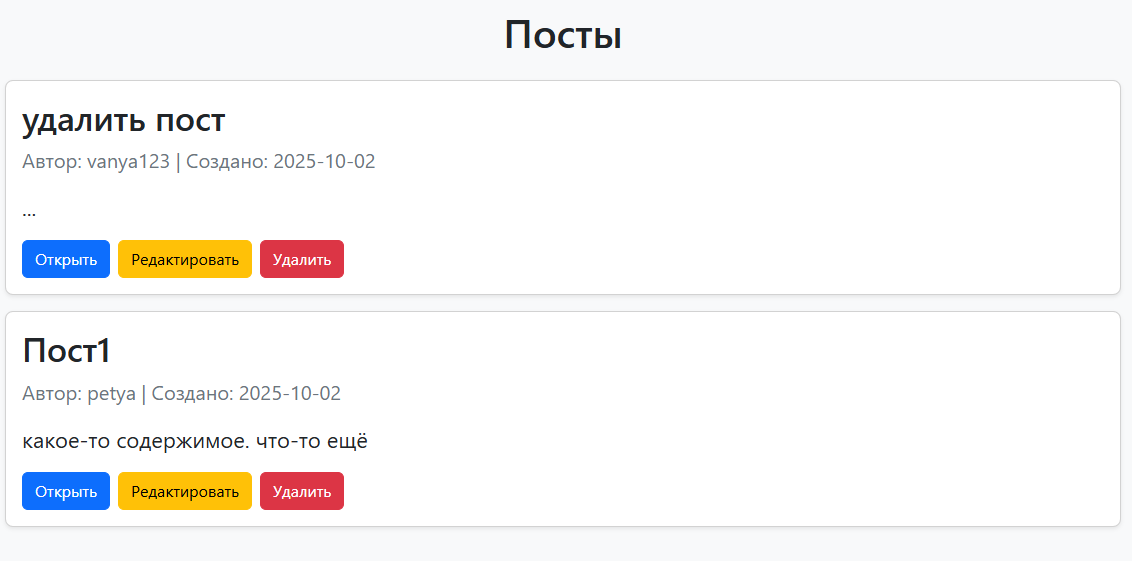 Посты
удалить пост
Автор: vanya123 | Создано: 2025-10-02
...
Открыть Редактировать Удалить
Пост1
Автор: petya | Создано: 2025-10-02
какое-то содержимое. что-то ещё
Открыть Редактировать Удалить